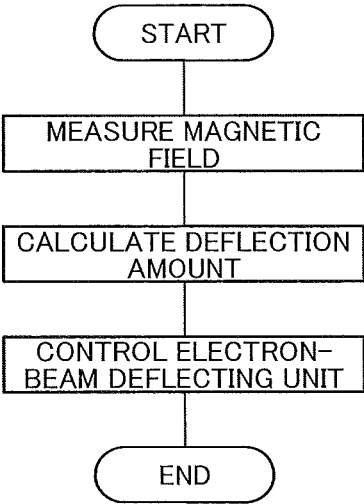 START
MEASURE MAGNETIC
FIELD
CALCULATE DEFLECTION
AMOUNT
CONTROL ELECTRON-
BEAM DEFLECTING UNIT
END